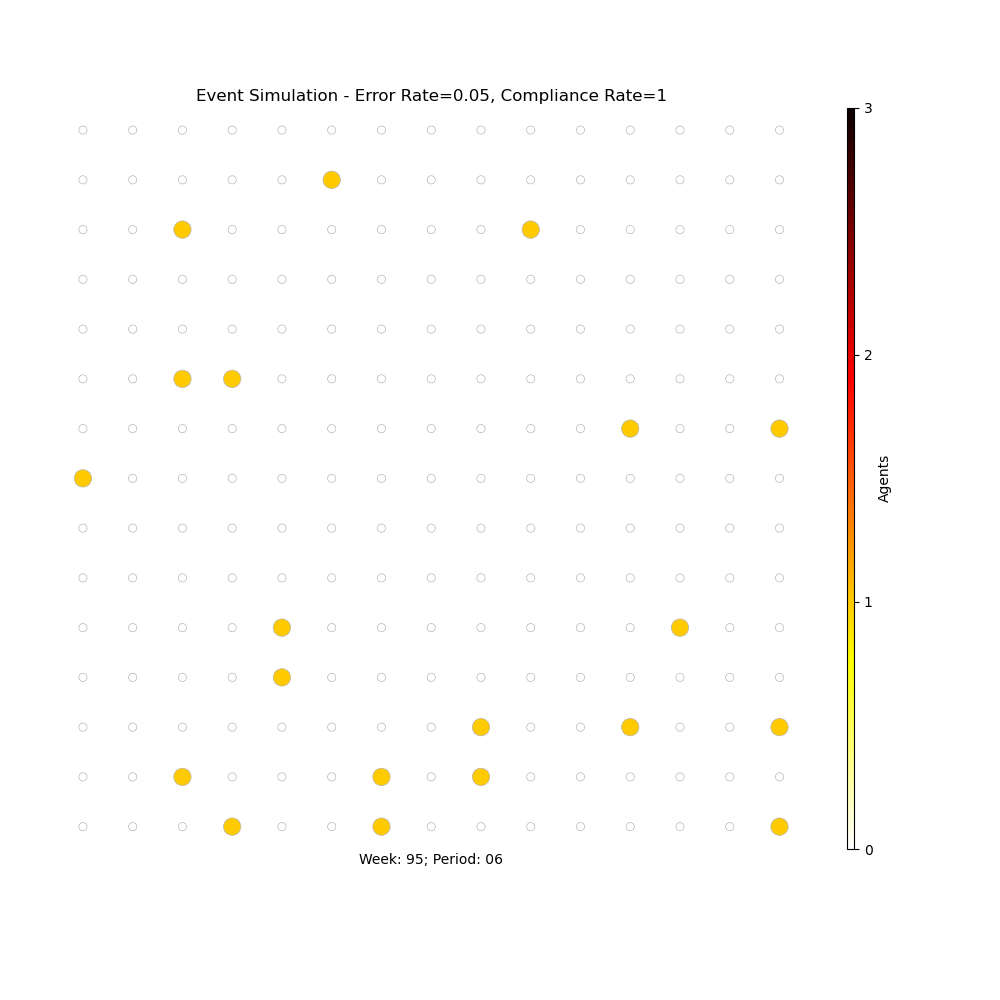 Event Simulation - Error Rate=0.05, Compliance Rate=1
3
2
Agents
1
0
Week: 95; Period: 06